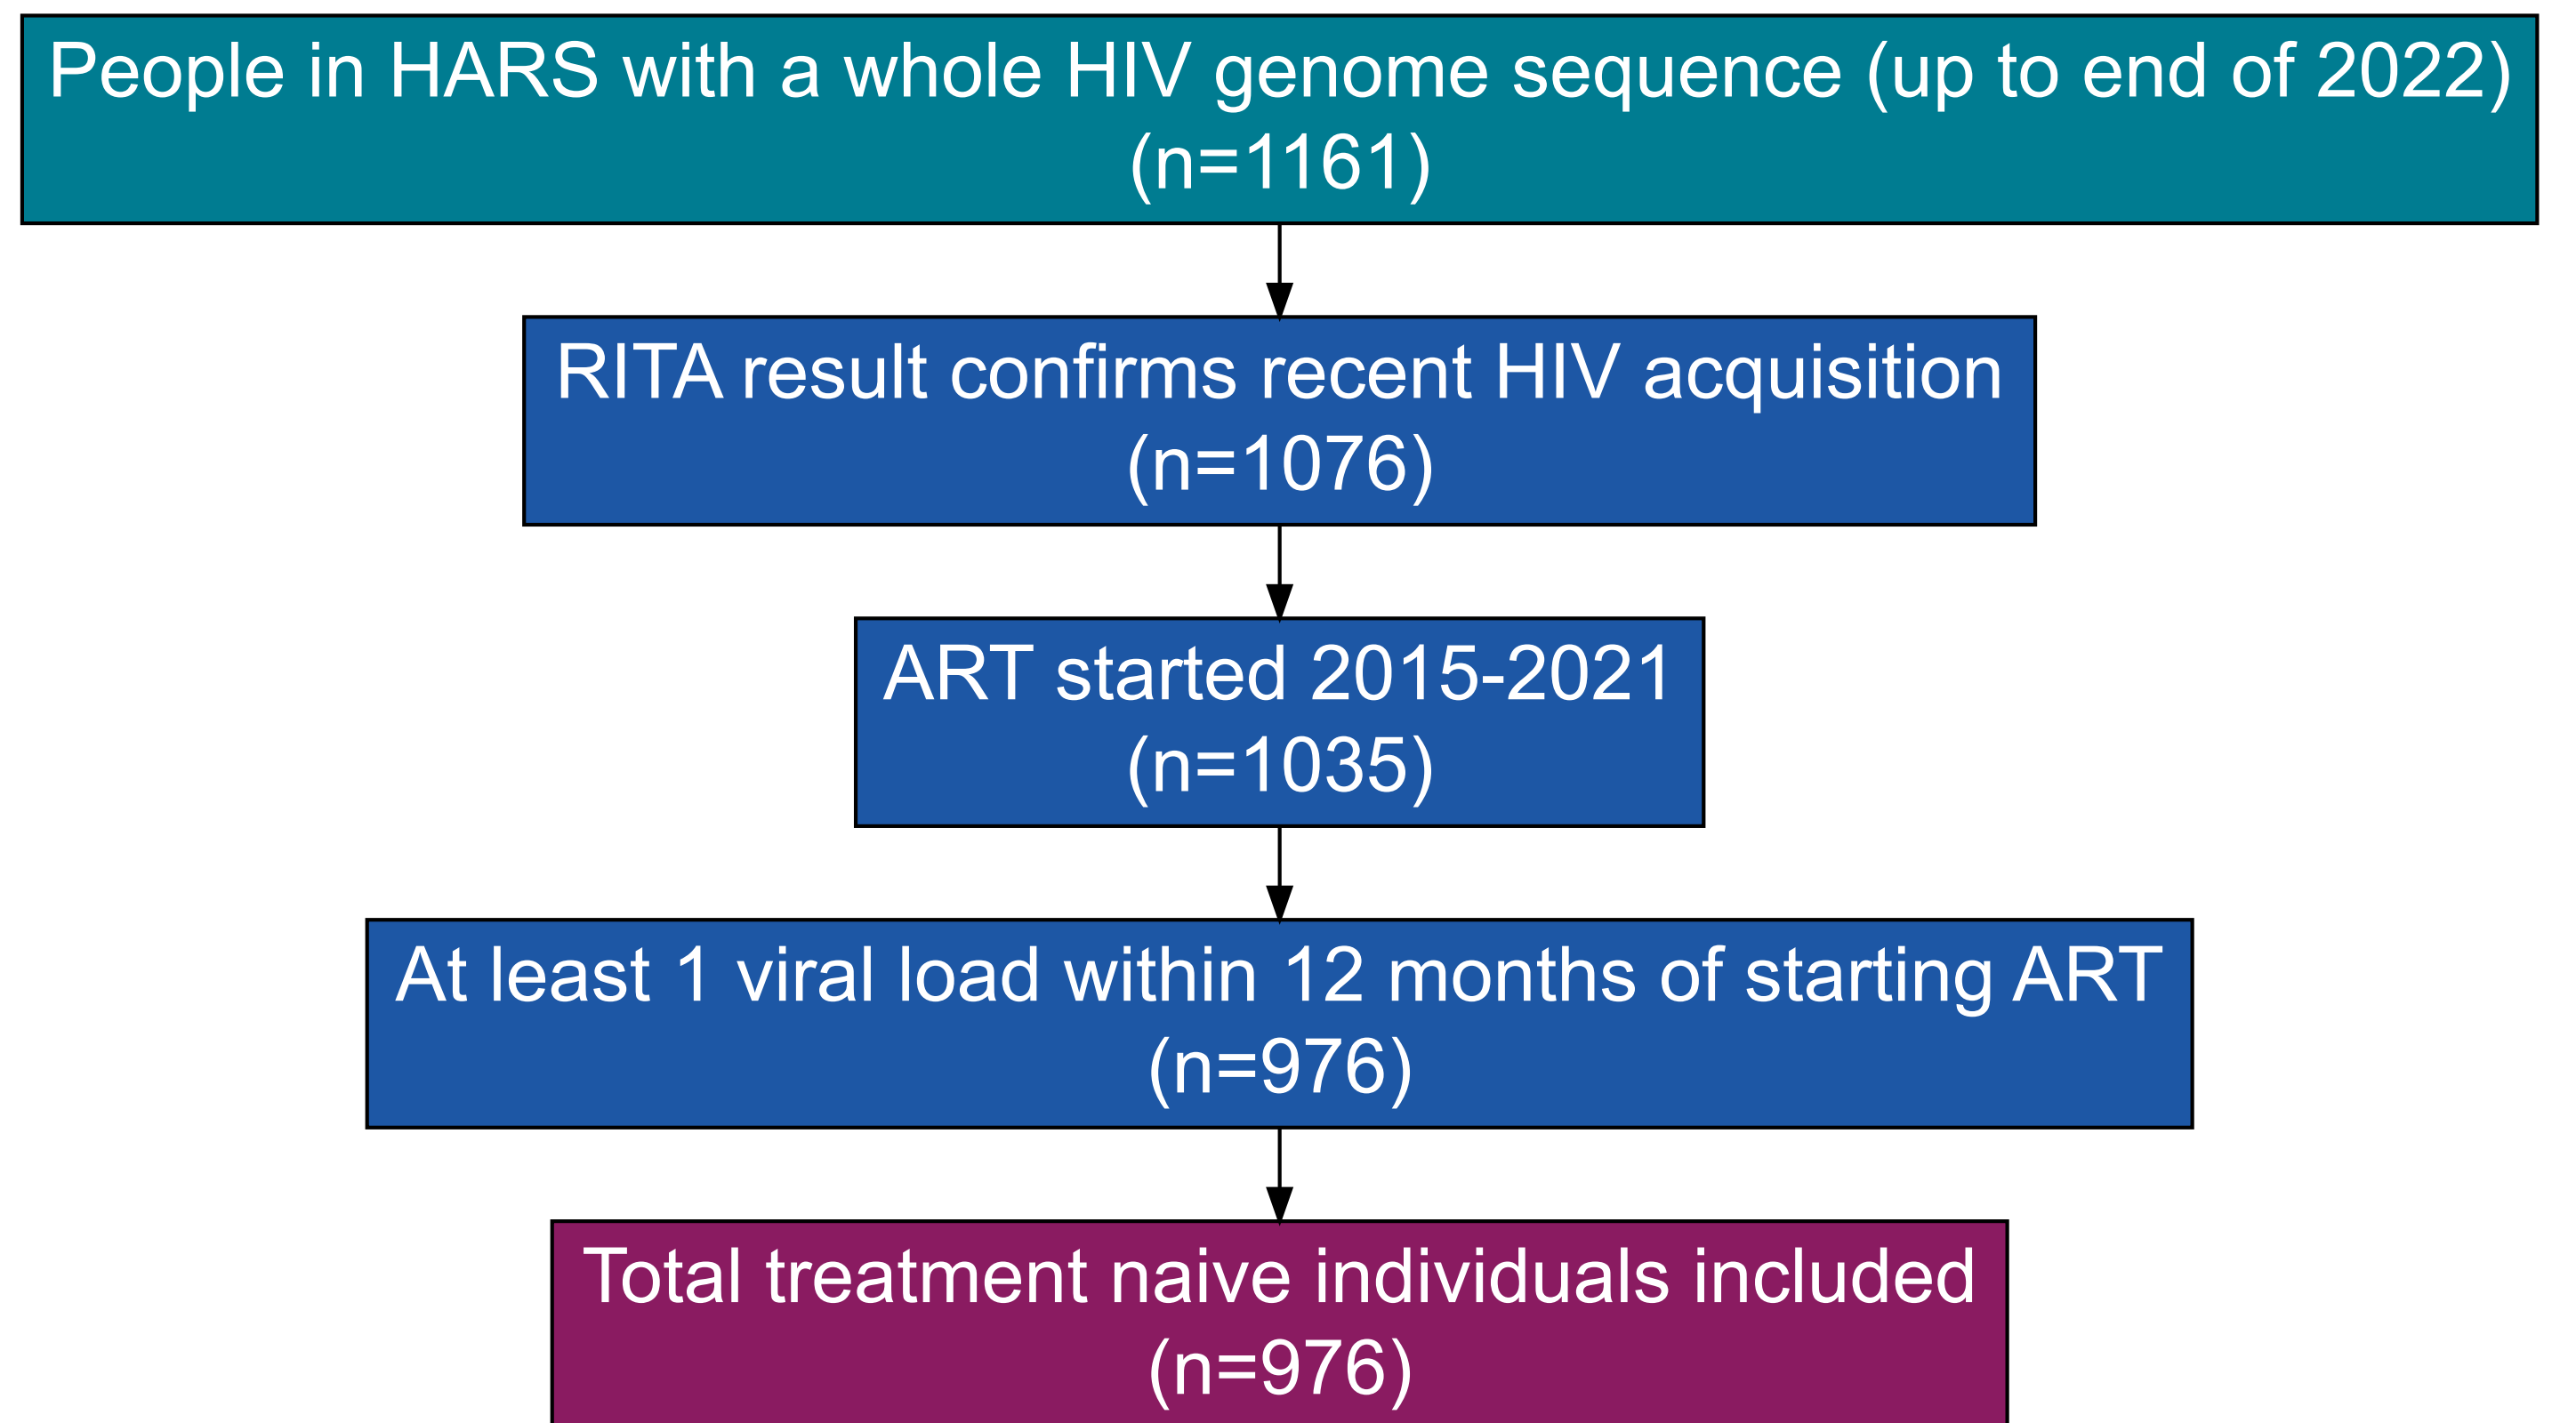 People in HARS with a whole HIV genome sequence (up to end of 2022)
(n=1161)
RITA result confirms recent HIV acquisition
(n=1076)
ART started 2015-2021
(n=1035)
At least 1 viral load within 12 months of starting ART
(n=976)
Total treatment naive individuals included
(n=976)